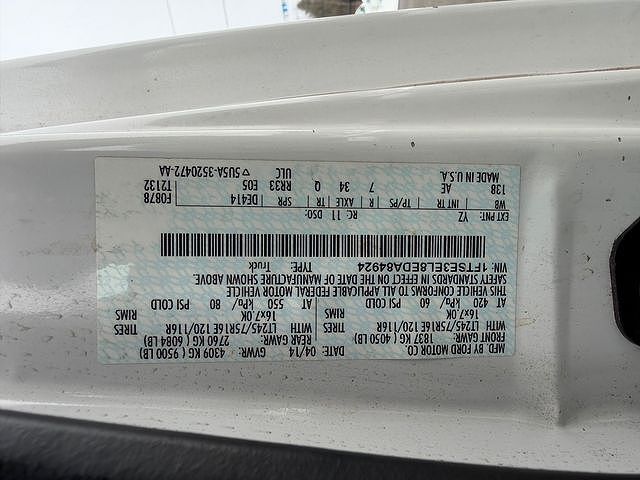 MFD. BY FORD MOTOR CO.
DATE: 04/14 GVWR: 4309 KG ( 9500 LB)
FRONT GAWR: REAR GAWR:
1837 KG ( 4050 LB) 2760 KG ( 6084 LB)
WITH TIRES WITH TIRES
LT245/75R16E 120/116R LT245/75R16E 120/116R
16x7.0K RIMS 16x7.0K RIMS
AT 420 kPa/ 60 PSI COLD AT 550 kPa/ 80 PSI COLD
THIS VEHICLE CONFORMS TO ALL APPLICABLE FEDERAL MOTOR VEHICLE
SAFETY STANDARDS IN EFFECT ON THE DATE OF MANUFACTURE SHOWN ABOVE
VIN: 1FTSE3EL8EDA84924 TYPE: Truck
EXT PNT: YZ RC: 11 DSO: F0878
WB INT TR TP/PS R AXLE TR SPR DE414 T2132
138 AE 7 34 Q RR33 E05
MADE IN U.S.A. ULC ▽ 5U5A-3520472-AA